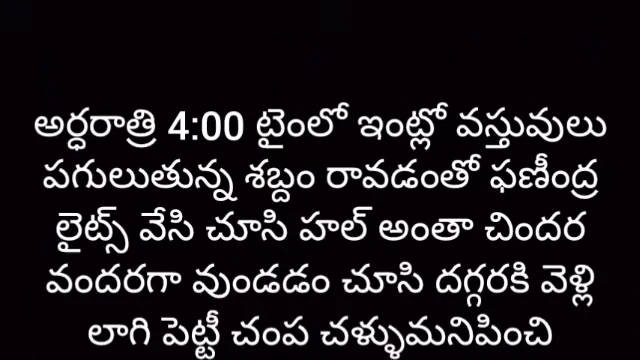 అర్ధరాత్రి 4:00 టైంలో ఇంట్లో వస్తువులు
పగులుతున్న శబ్దం రావడంతో ఫణీంద్ర
లైట్స్ వేసి చూసి హల్ అంతా చిందర
వందరగా వుండడం చూసి దగ్గరకి వెళ్లి
లాగి పెట్టీ చంప చళ్ళుమనిపించి